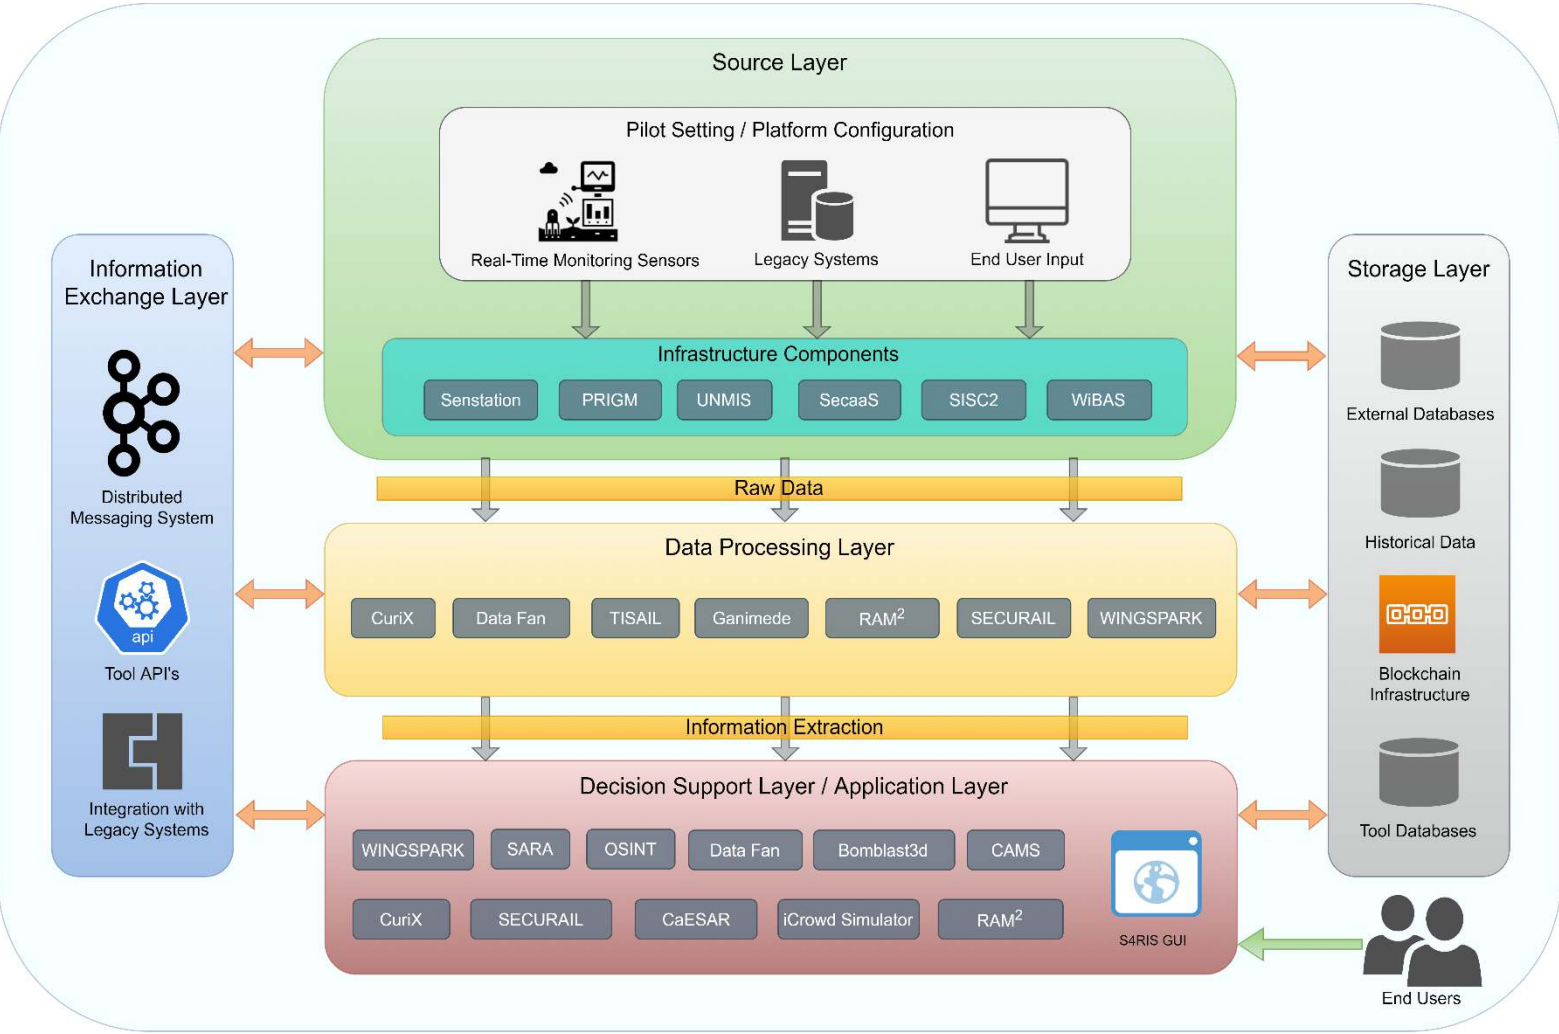 Source Layer
Pilot Setting / Platform Configuration
Real-Time Monitoring Sensors
Legacy Systems
End User Input
Infrastructure Components
Senstation
PRIGM
UNMIS
SecaaS
SISC2
WiBAS
Information
Exchange Layer
Distributed
Messaging System
api
Tool API's
Integration with
Legacy Systems
Raw Data
Data Processing Layer
CuriX
Data Fan
TISAIL
Ganimede
RAM²
SECURAIL
WINGSPARK
Information Extraction
Decision Support Layer / Application Layer
WINGSPARK
SARA
OSINT
Data Fan
Bomblast3d
CAMS
CuriX
SECURAIL
CaESAR
iCrowd Simulator
RAM²
S4RIS GUI
Storage Layer
External Databases
Historical Data
Blockchain
Infrastructure
Tool Databases
End Users